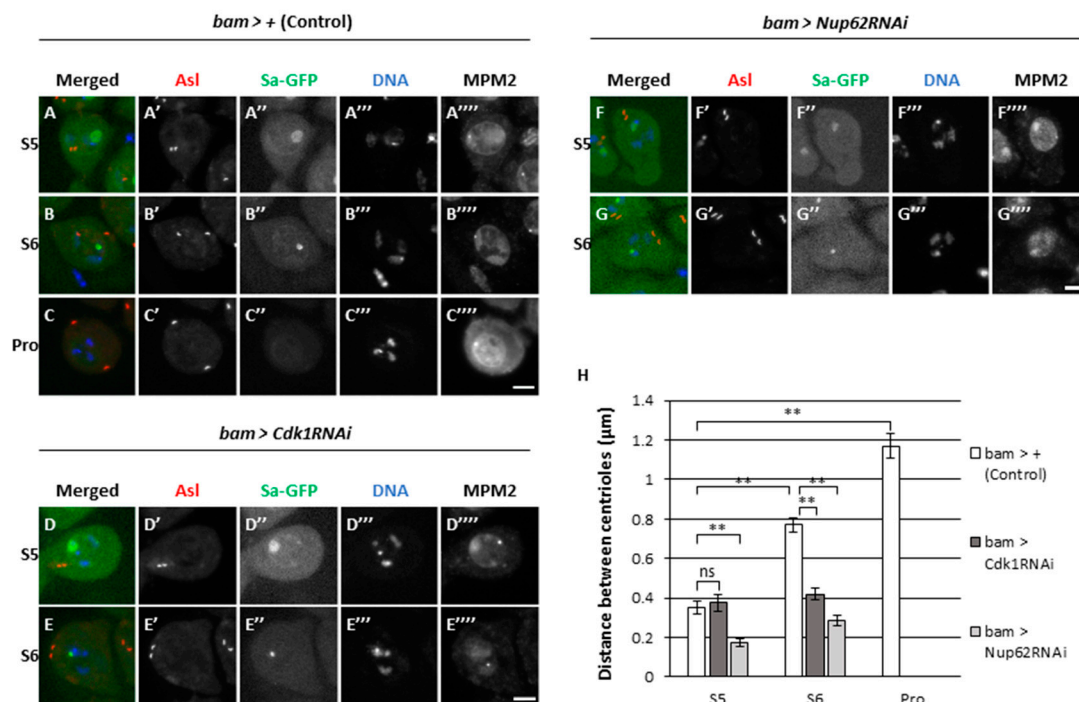 bam > + (Control)
Merged Asl Sa-GFP DNA MPM2
S5 A A' A'' A''' A''''
S6 B B' B'' B''' B''''
Pro C C' C'' C''' C''''
bam > Cdk1RNAi
Merged Asl Sa-GFP DNA MPM2
S5 D D' D'' D''' D''''
S6 E E' E'' E''' E''''
bam > Nup62RNAi
Merged Asl Sa-GFP DNA MPM2
S5 F F' F'' F''' F''''
S6 G G' G'' G''' G''''
H
Distance between centrioles (µm)
1.4
1.2
1
0.8
0.6
0.4
0.2
0
**
**
**
**
**
ns
S5 S6 Pro
bam > +
(Control)
bam >
Cdk1RNAi
bam >
Nup62RNAi